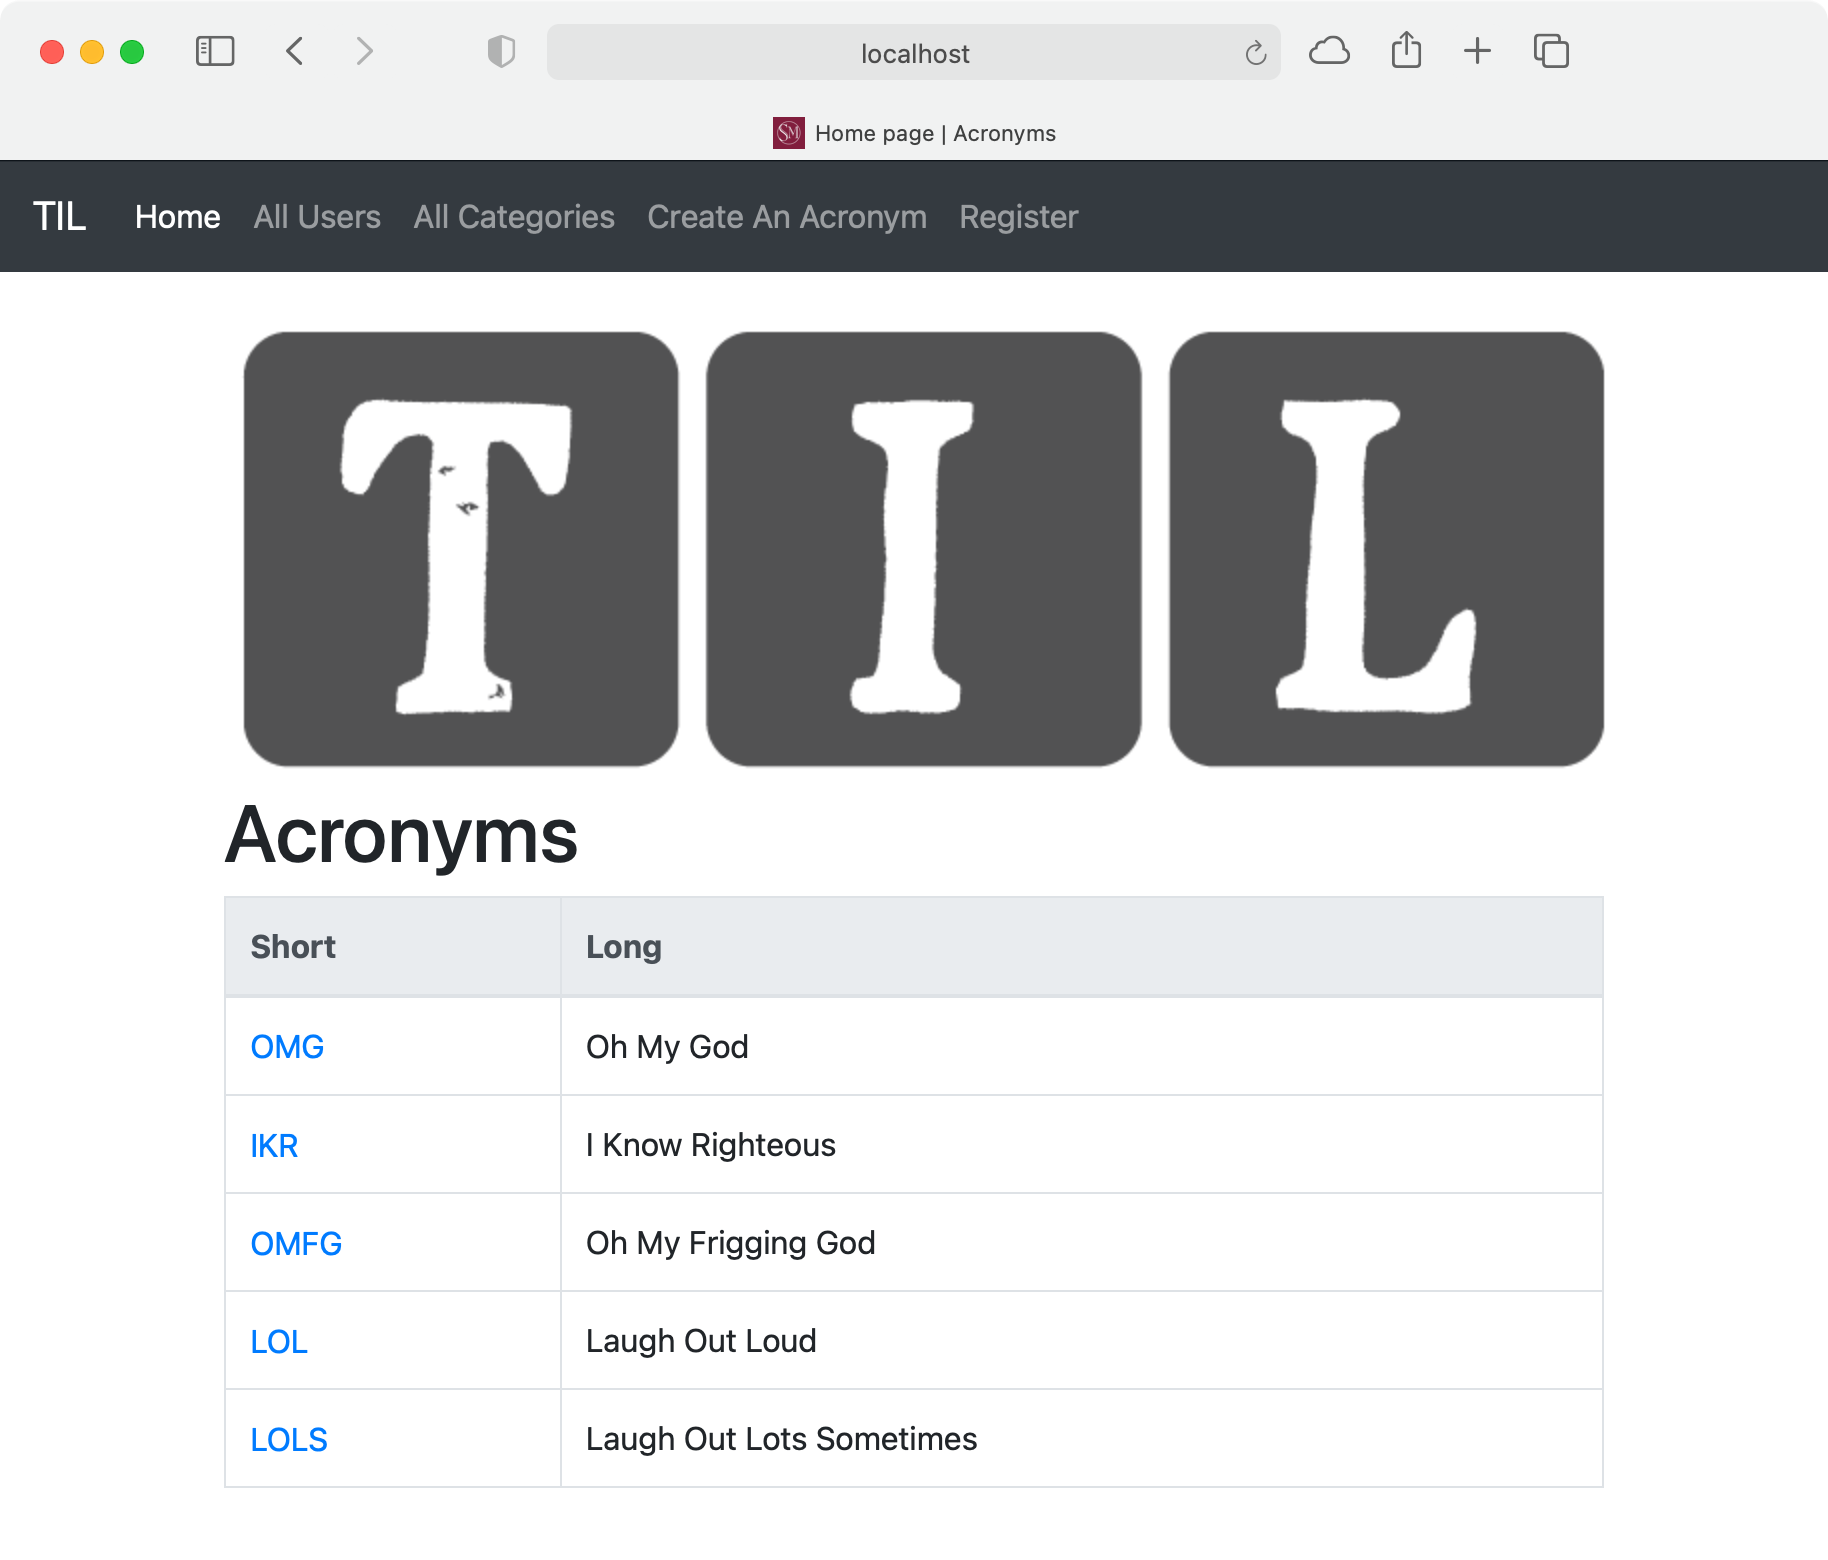 localhost
SM Home page | Acronyms
TIL Home All Users All Categories Create An Acronym Register
T I L
Acronyms
Short Long
OMG Oh My God
IKR I Know Righteous
OMFG Oh My Frigging God
LOL Laugh Out Loud
LOLS Laugh Out Lots Sometimes